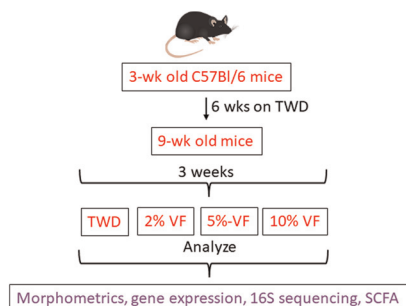 3-wk old C57Bl/6 mice
6 wks on TWD
9-wk old mice
3 weeks
TWD 2% VF 5%-VF 10% VF
Analyze
Morphometrics, gene expression, 16S sequencing, SCFA